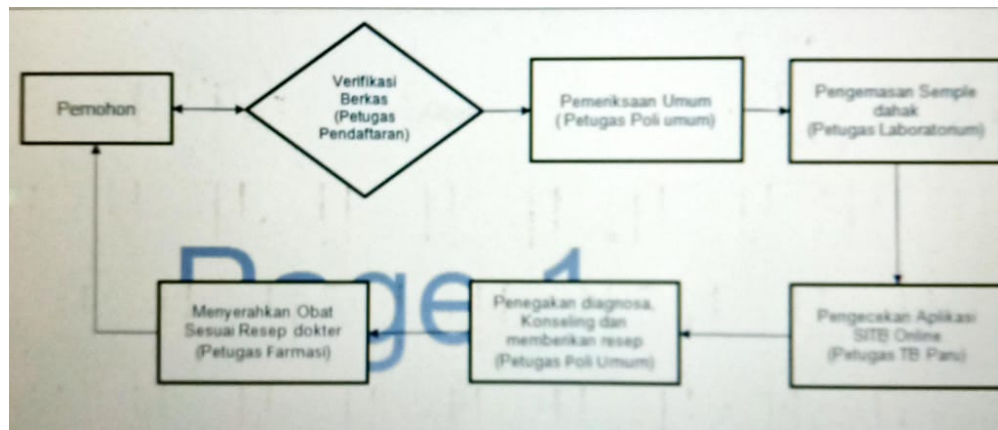 Pemohon
Verifikasi
Berkas
(Petugas
Pendaftaran)
Pemeriksaan Umum
( Petugas Poli umum)
Pengemasan Semple
dahak
(Petugas Laboratorium)
Page 1
Menyerahkan Obat
Sesuai Resep dokter
(Petugas Farmasi)
Penegakan diagnosa,
Konseling dan
memberikan resep
(Petugas Poli Umum)
Pengecekan Aplikasi
SITB Online
(Petugas TB Paru)